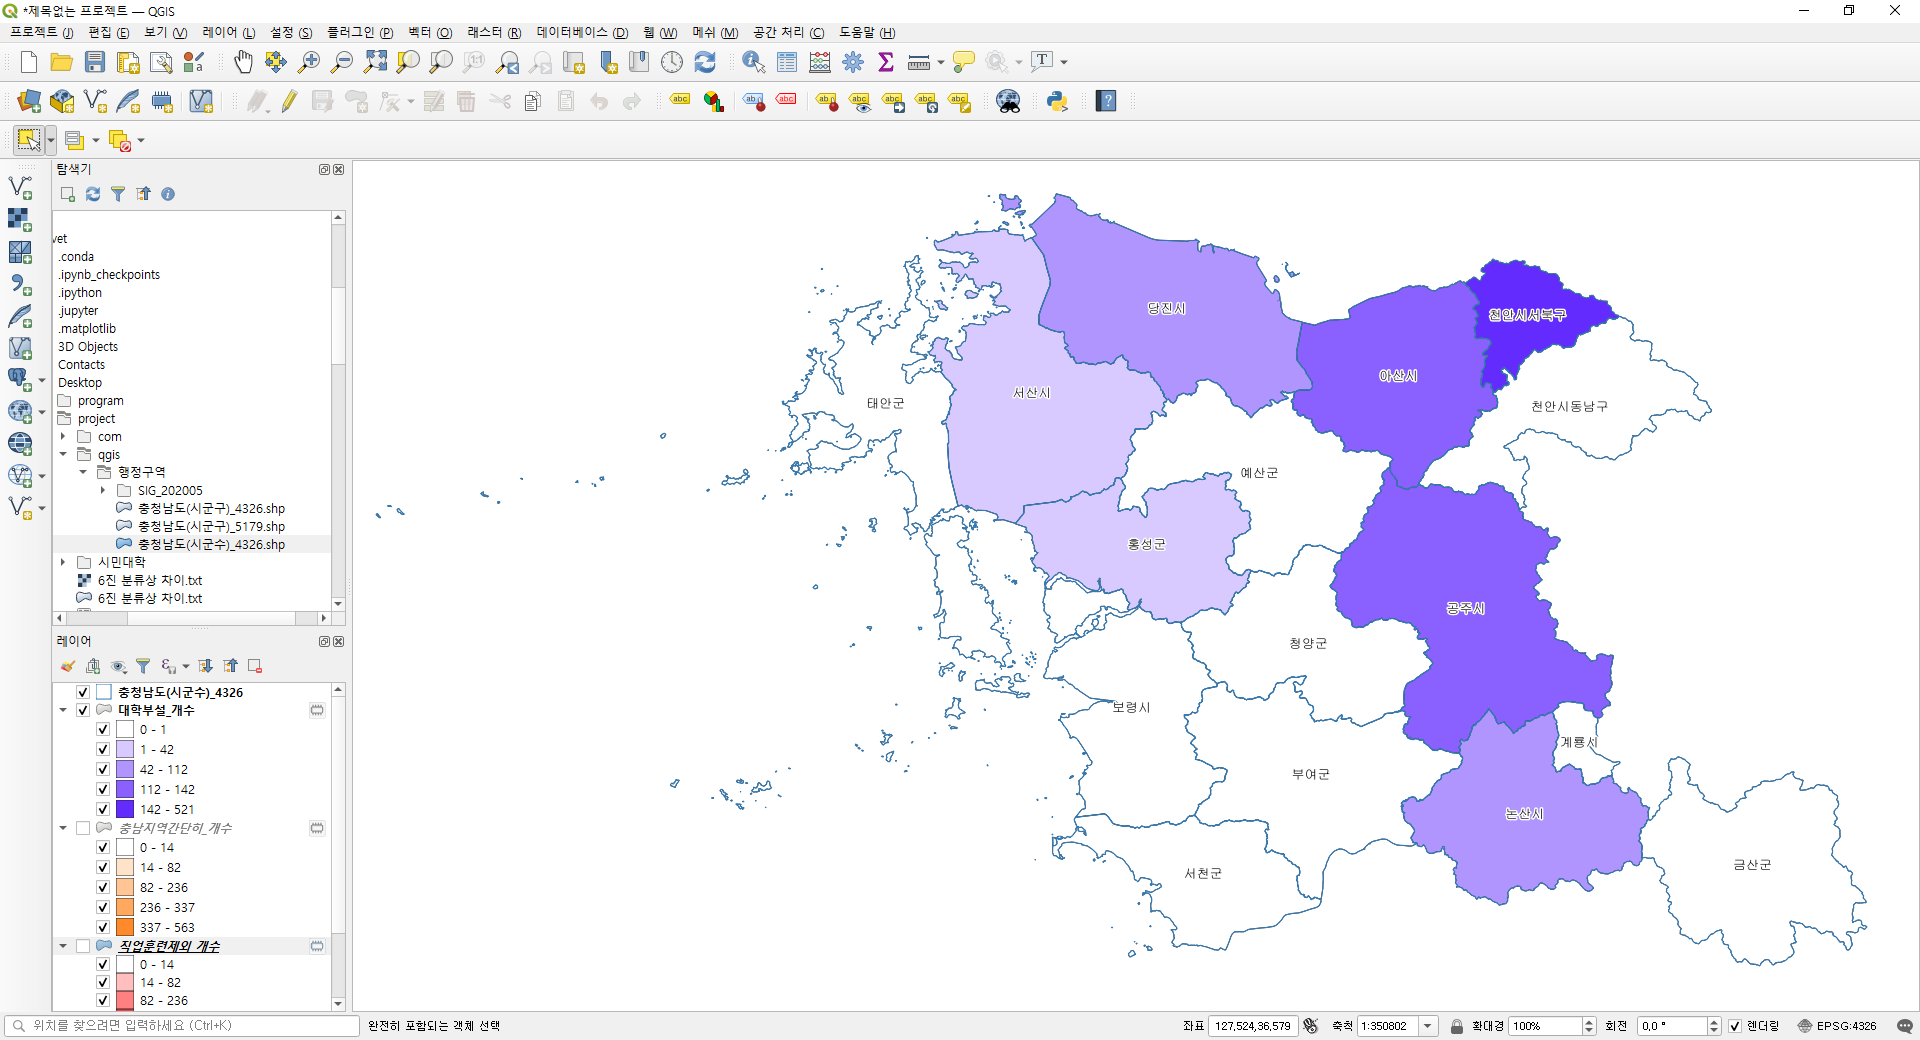 *제목없는 프로젝트 — QGIS
프로젝트 (J) 편집 (E) 보기 (V) 레이어 (L) 설정 (S) 플러그인 (P) 벡터 (O) 래스터 (R) 데이터베이스 (D) 웹 (W) 메쉬 (M) 공간 처리 (C) 도움말 (H)
탐색기
vet
.conda
.ipynb_checkpoints
.ipython
.jupyter
.matplotlib
3D Objects
Contacts
Desktop
program
project
com
qgis
행정구역
SIG_202005
충청남도(시군구)_4326.shp
충청남도(시군구)_5179.shp
충청남도(시군수)_4326.shp
시민대학
6진 분류상 차이.txt
6진 분류상 차이.txt
레이어
충청남도(시군수)_4326
대학부설_개수
0 - 1
1 - 42
42 - 112
112 - 142
142 - 521
충남지역간단히_개수
0 - 14
14 - 82
82 - 236
236 - 337
337 - 563
직업훈련제외_개수
0 - 14
14 - 82
82 - 236
당진시
천안시서북구
아산시
서산시
태안군
천안시동남구
예산군
홍성군
공주시
청양군
보령시
계룡시
부여군
논산시
금산군
서천군
위치를 찾으려면 입력하세요 (Ctrl+K)
완전히 포함되는 객체 선택
좌표 127,524,36,579 축척 1:350802 확대경 100% 회전 0,0 ° 렌더링 EPSG:4326